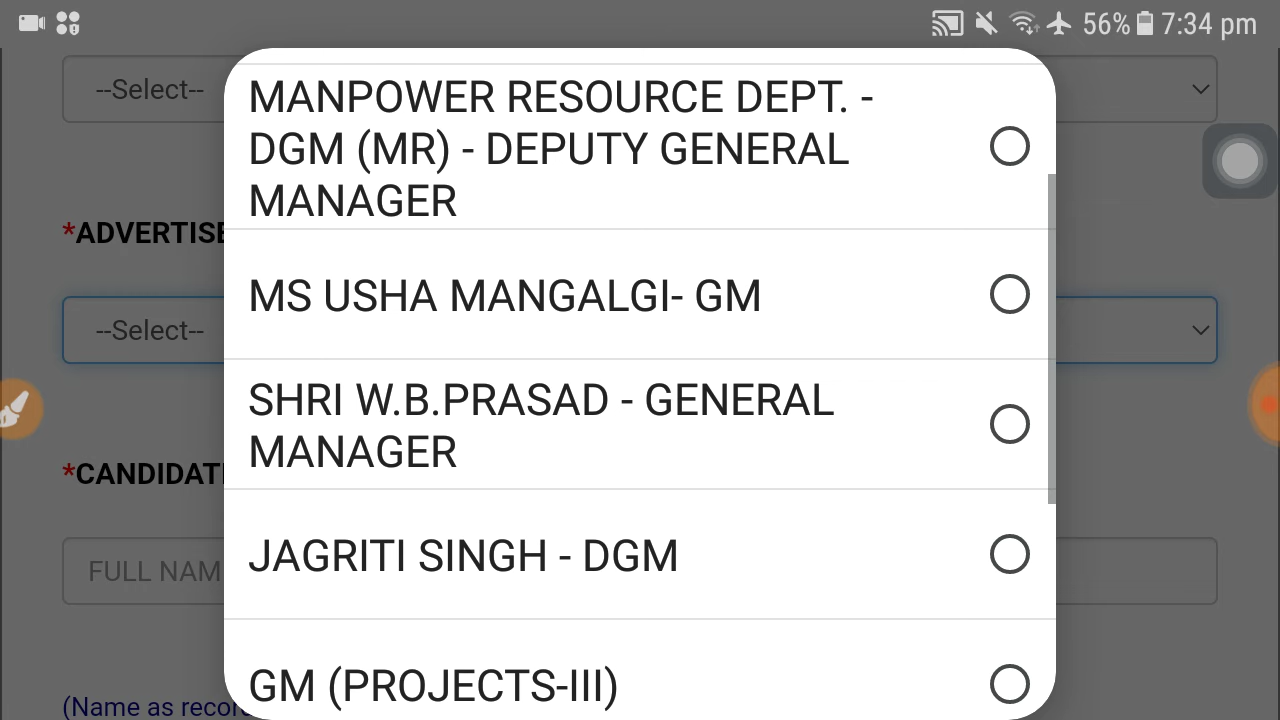 56% 7:34 pm
--Select--
MANPOWER RESOURCE DEPT. -
DGM (MR) - DEPUTY GENERAL
MANAGER
*ADVERTISE
MS USHA MANGALGI- GM
--Select--
SHRI W.B.PRASAD - GENERAL
MANAGER
*CANDIDAT
JAGRITI SINGH - DGM
FULL NAM
GM (PROJECTS-III)
(Name as recor